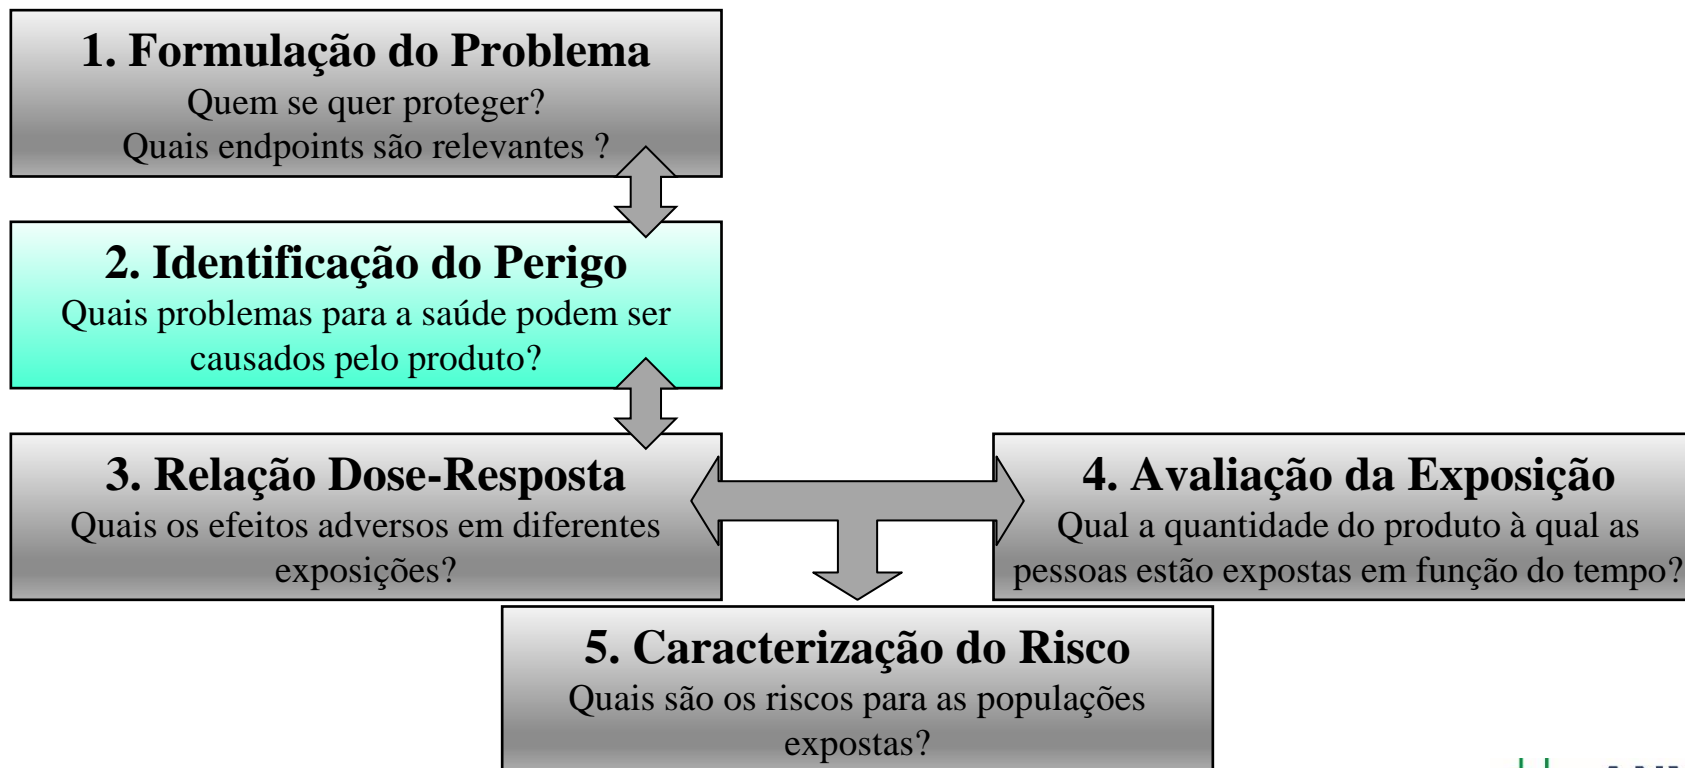 1. Formulação do Problema
Quem se quer proteger?
Quais endpoints são relevantes ?
2. Identificação do Perigo
Quais problemas para a saúde podem ser
causados pelo produto?
3. Relação Dose-Resposta
Quais os efeitos adversos em diferentes
exposições?
4. Avaliação da Exposição
Qual a quantidade do produto à qual as
pessoas estão expostas em função do tempo?
5. Caracterização do Risco
Quais são os riscos para as populações
expostas?